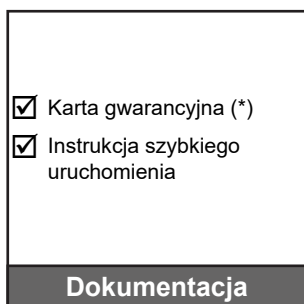 ☑ Karta gwarancyjna (*)
☑ Instrukcja szybkiego
uruchomienia
Dokumentacja